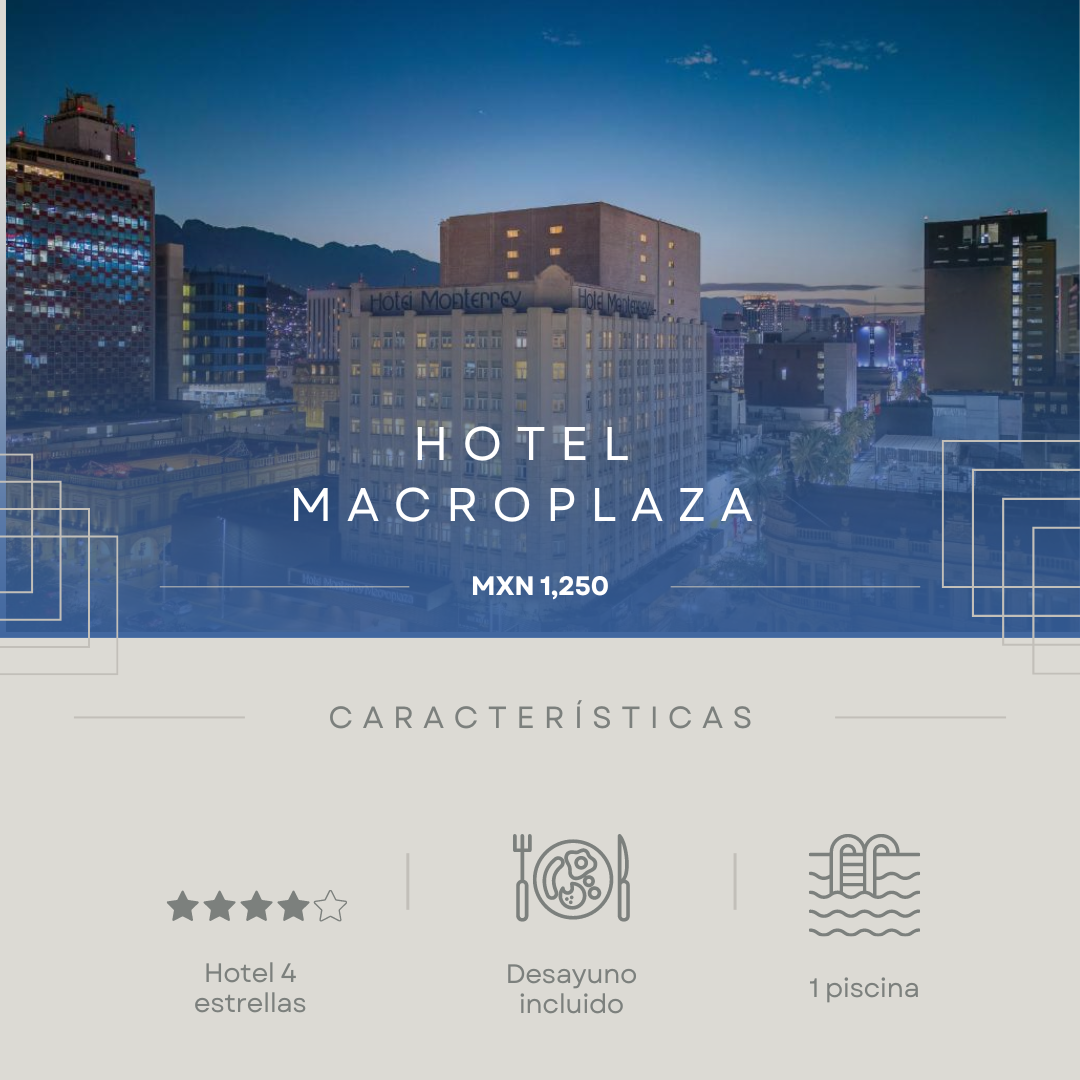 Hotel Monterrey
Hotel Monterrey
HOTEL
MACROPLAZA
MXN 1,250
CARACTERÍSTICAS
Hotel 4
estrellas
Desayuno
incluido
1 piscina